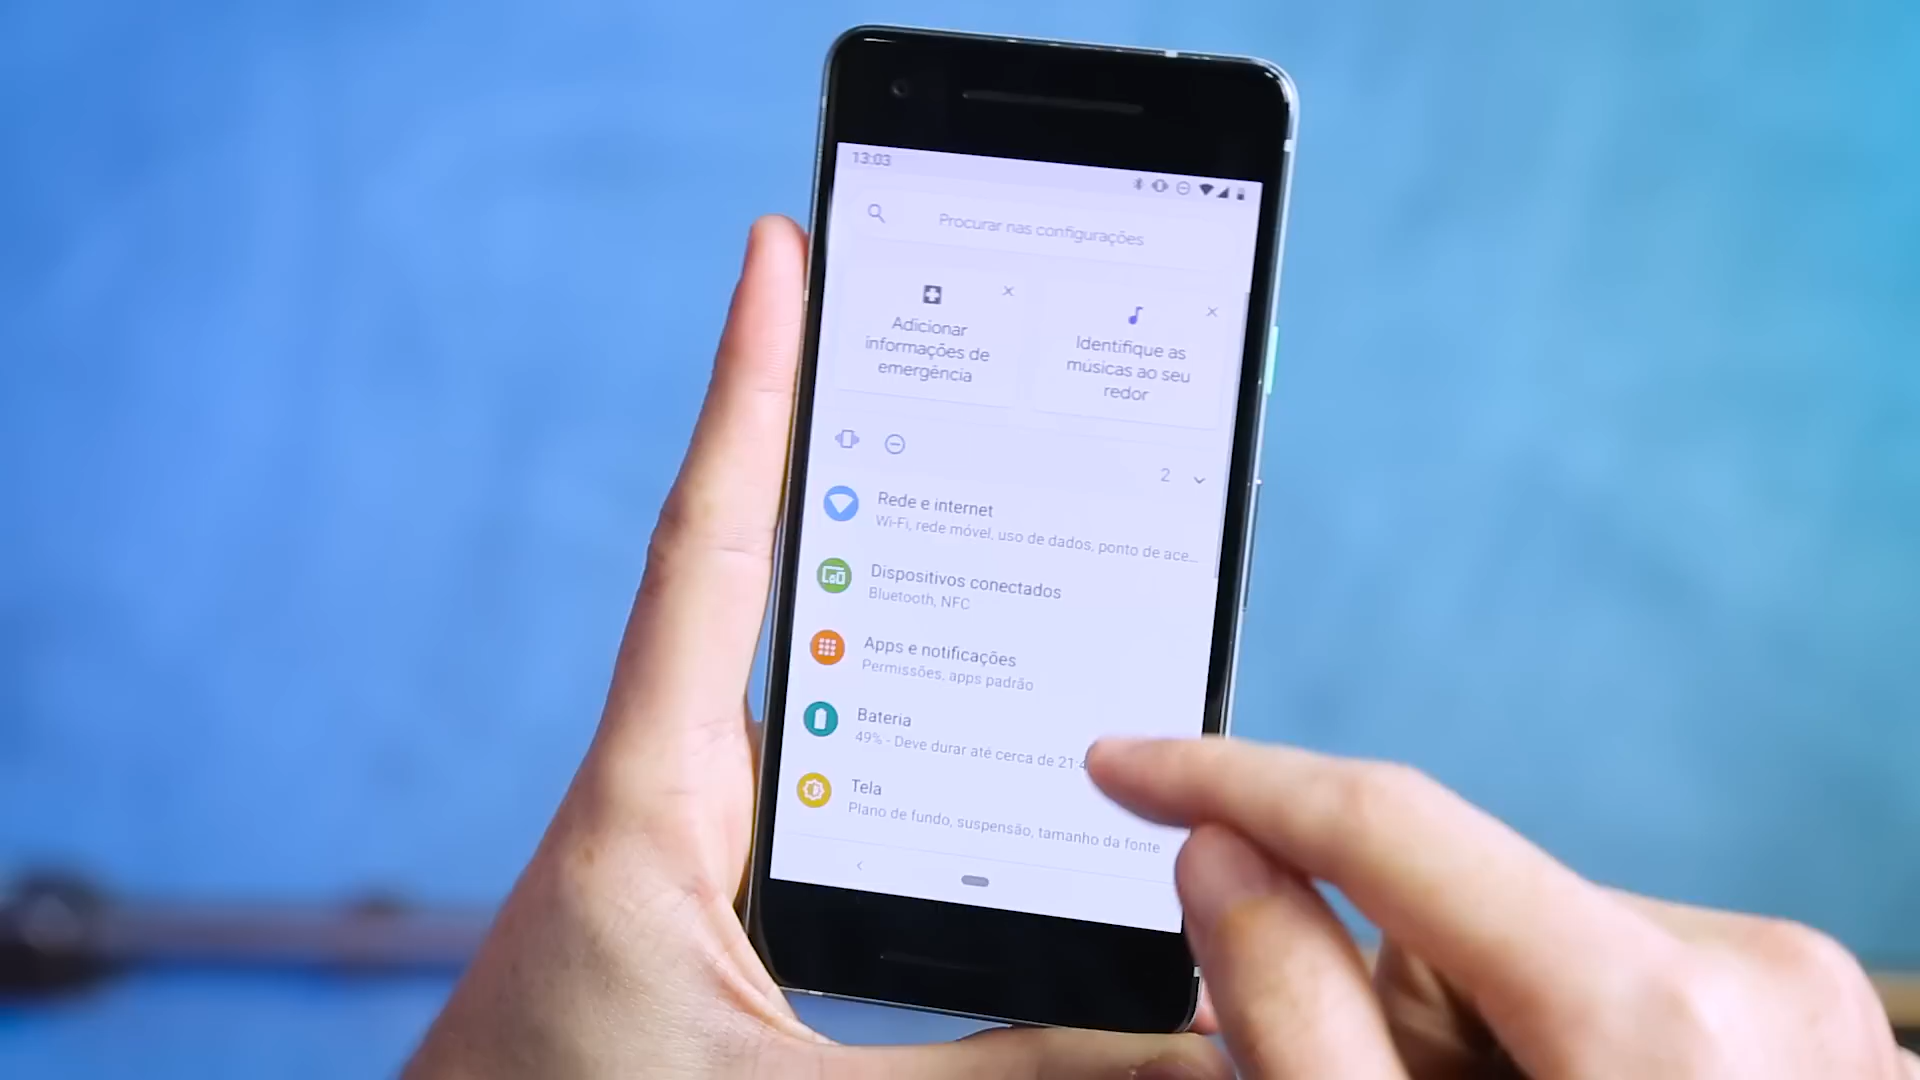 13:03
Procurar nas configurações
Adicionar
informações de
emergência
Identifique as
músicas ao seu
redor
2
Rede e internet
Wi-Fi, rede móvel, uso de dados, ponto de ace...
Dispositivos conectados
Bluetooth, NFC
Apps e notificações
Permissões, apps padrão
Bateria
49% - Deve durar até cerca de
Tela
Plano de fundo, suspensão, tamanho da fonte